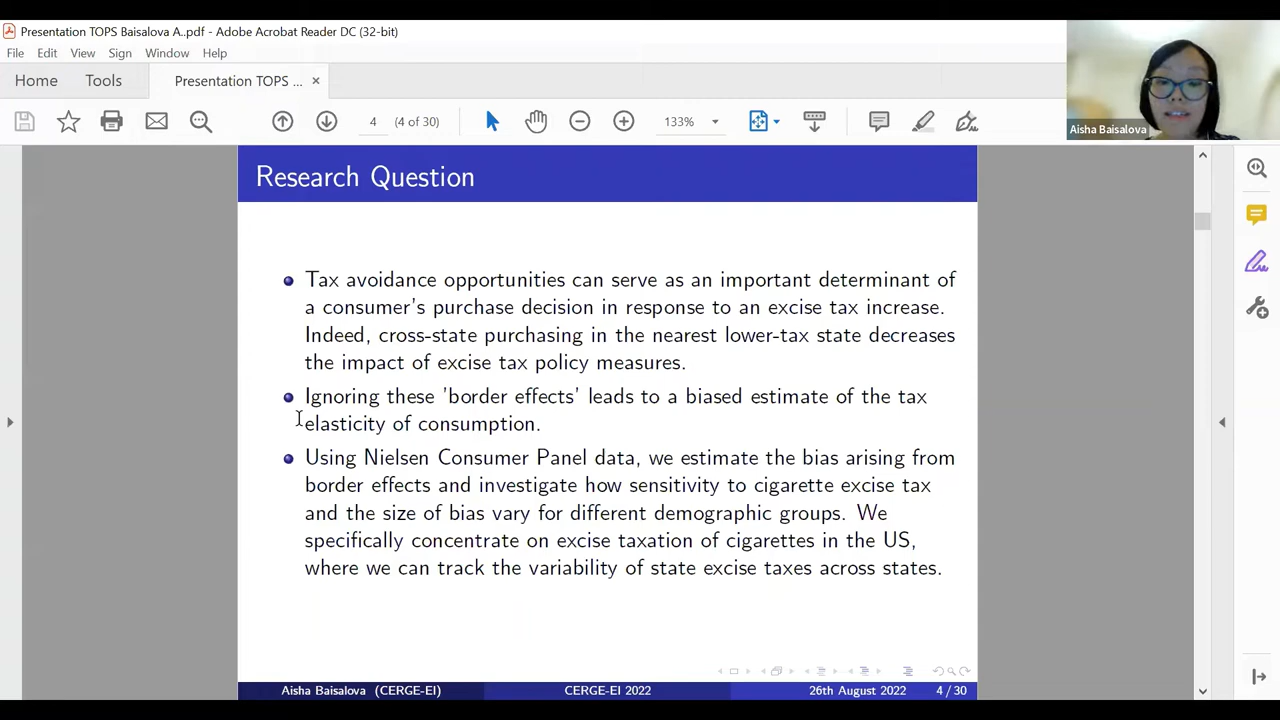 Presentation TOPS Baisalova A..pdf - Adobe Acrobat Reader DC (32-bit)
File Edit View Sign Window Help
Home Tools Presentation TOPS ... ×
4 (4 of 30) 133%
Aisha Baisalova
Research Question
Tax avoidance opportunities can serve as an important determinant of
a consumer's purchase decision in response to an excise tax increase.
Indeed, cross-state purchasing in the nearest lower-tax state decreases
the impact of excise tax policy measures.
Ignoring these 'border effects' leads to a biased estimate of the tax
elasticity of consumption.
Using Nielsen Consumer Panel data, we estimate the bias arising from
border effects and investigate how sensitivity to cigarette excise tax
and the size of bias vary for different demographic groups. We
specifically concentrate on excise taxation of cigarettes in the US,
where we can track the variability of state excise taxes across states.
Aisha Baisalova (CERGE-EI) CERGE-EI 2022 26th August 2022 4 / 30